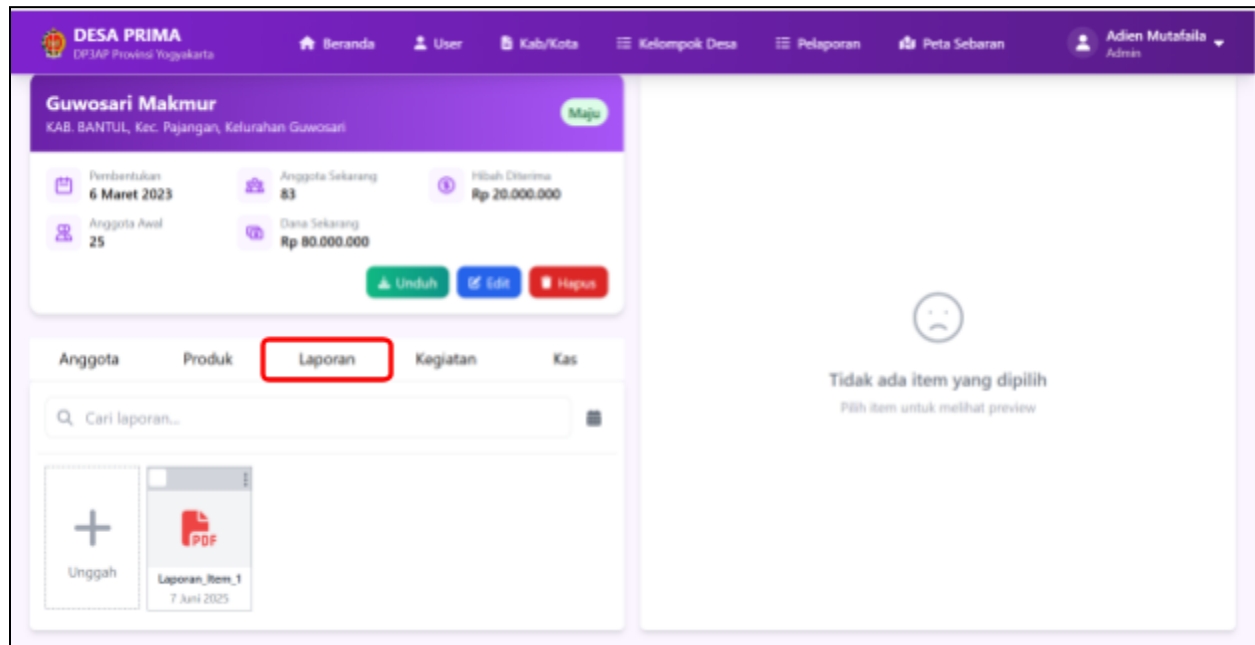 DESA PRIMA
DP3AP Provinsi Yogyakarta
Beranda
User
Kab/Kota
Kelompok Desa
Pelaporan
Peta Sebaran
Adien Mutafaila
Admin
Guwosari Makmur
KAB. BANTUL, Kec. Pajangan, Kelurahan Guwosari
Maju
Pembentukan
6 Maret 2023
Anggota Sekarang
83
Hibah Diterima
Rp 20.000.000
Anggota Awal
25
Dana Sekarang
Rp 80.000.000
Unduh
Edit
Hapus
Anggota
Produk
Laporan
Kegiatan
Kas
Cari laporan...
Unggah
PDF
Laporan_Item_1
7 Juni 2025
Tidak ada item yang dipilih
Pilih item untuk melihat preview